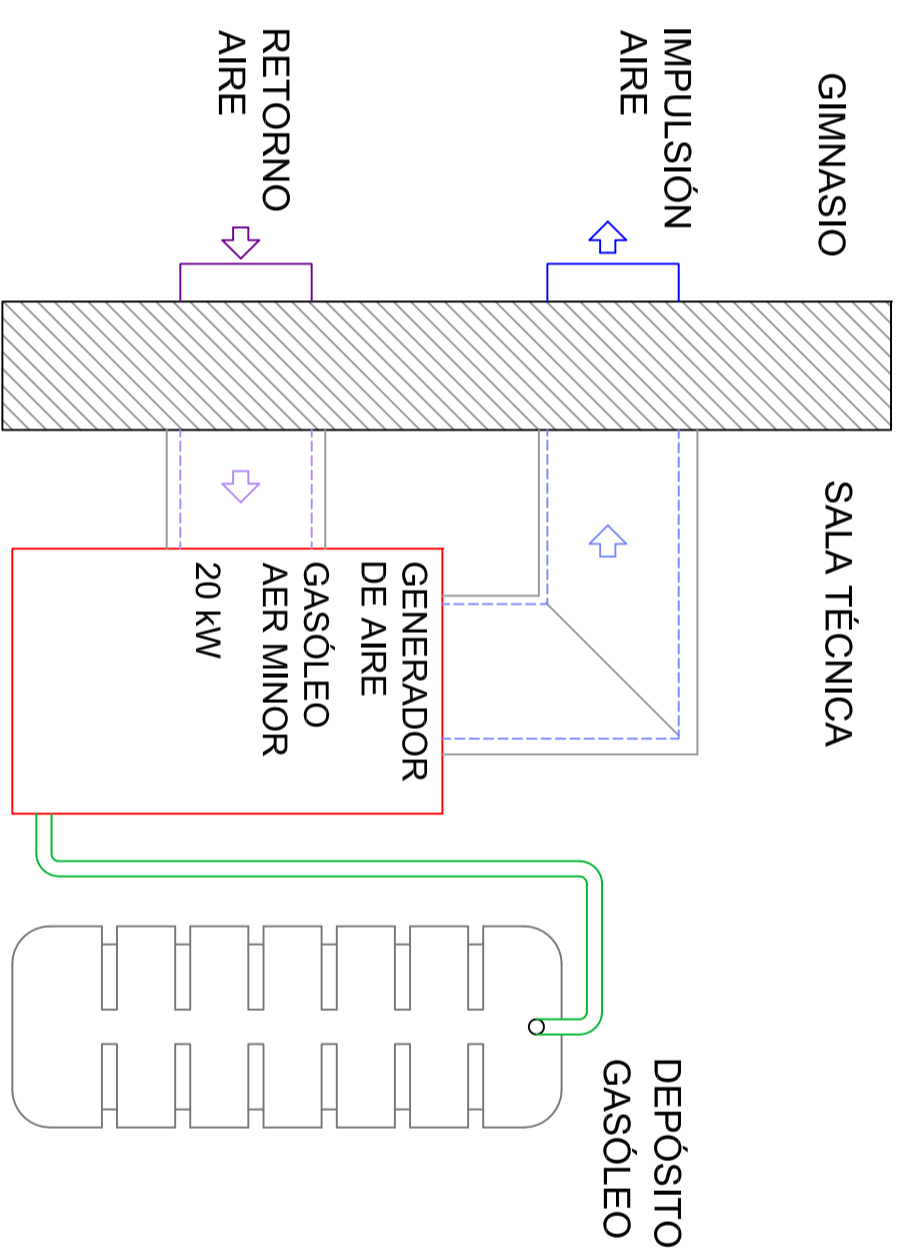 GIMNASIO
IMPULSIÓN
AIRE
RETORNO
AIRE
SALA TÉCNICA
GENERADOR
DE AIRE
GASÓLEO
AER MINOR
20 kW
DEPÓSITO
GASÓLEO